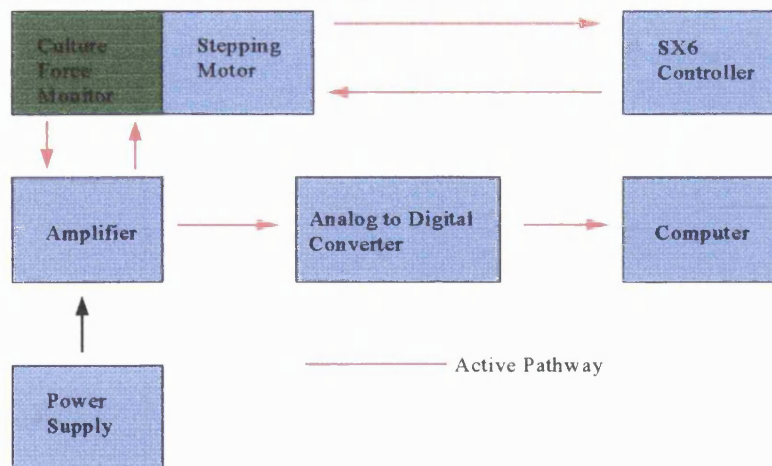 Culture
Force
Monitor
Stepping
Motor
SX6
Controller
Amplifier
Analog to Digital
Converter
Computer
Active Pathway
Power
Supply